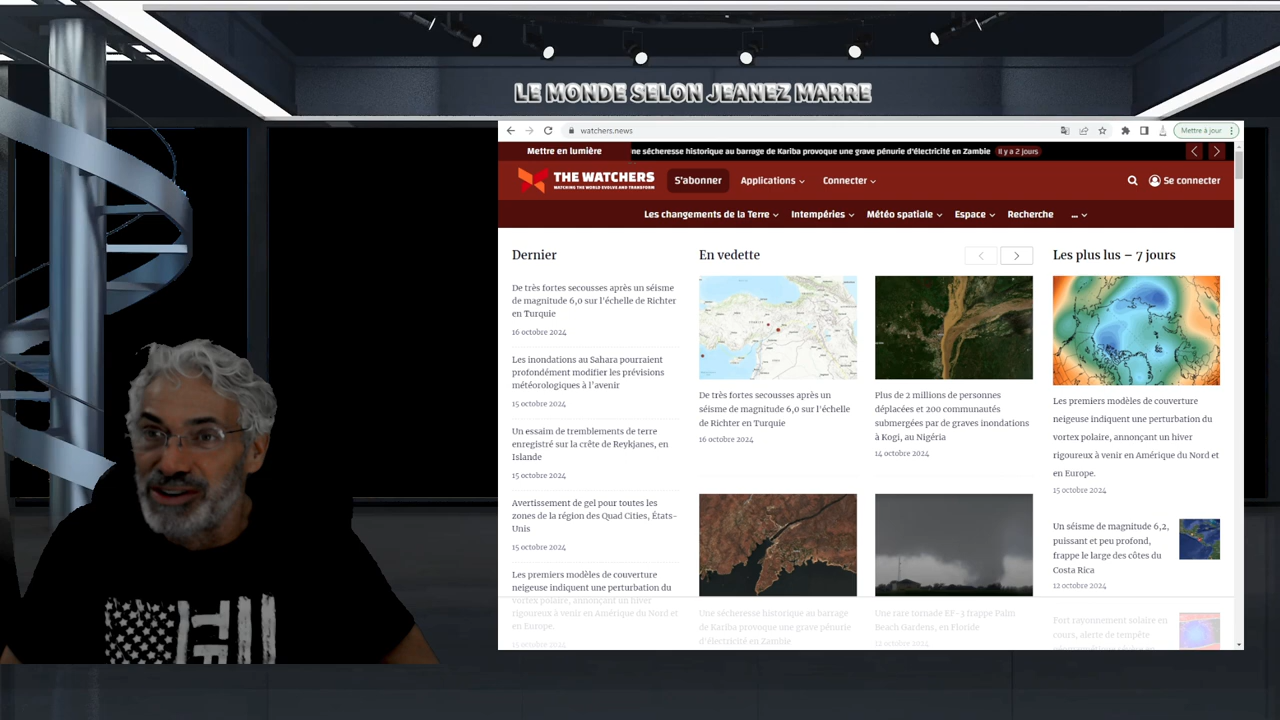 LE MONDE SELON JEANEZ MARRE
watchers.news
Mettre à jour
Mettre en lumière
ne sécheresse historique au barrage de Kariba provoque une grave pénurie d'électricité en Zambie
Il y a 2 jours
THE WATCHERS
WATCHING THE WORLD EVOLVE AND TRANSFORM
S'abonner
Applications
Connecter
Se connecter
Les changements de la Terre
Intempéries
Météo spatiale
Espace
Recherche
...
Dernier
De très fortes secousses après un séisme
de magnitude 6,0 sur l'échelle de Richter
en Turquie
16 octobre 2024
Les inondations au Sahara pourraient
profondément modifier les prévisions
météorologiques à l'avenir
15 octobre 2024
Un essaim de tremblements de terre
enregistré sur la crête de Reykjanes, en
Islande
15 octobre 2024
Avertissement de gel pour toutes les
zones de la région des Quad Cities, États-
Unis
15 octobre 2024
Les premiers modèles de couverture
neigeuse indiquent une perturbation du
vortex polaire, annonçant un hiver
rigoureux à venir en Amérique du Nord et
en Europe.
15 octobre 2024
En vedette
De très fortes secousses après un
séisme de magnitude 6,0 sur l'échelle
de Richter en Turquie
16 octobre 2024
Plus de 2 millions de personnes
déplacées et 200 communautés
submergées par de graves inondations
à Kogi, au Nigéria
14 octobre 2024
Une sécheresse historique au barrage
de Kariba provoque une grave pénurie
d'électricité en Zambie
Une rare tornade EF-3 frappe Palm
Beach Gardens, en Floride
12 octobre 2024
Les plus lus – 7 jours
Les premiers modèles de couverture
neigeuse indiquent une perturbation du
vortex polaire, annonçant un hiver
rigoureux à venir en Amérique du Nord et
en Europe.
15 octobre 2024
Un séisme de magnitude 6,2,
puissant et peu profond,
frappe le large des côtes du
Costa Rica
12 octobre 2024
Fort rayonnement solaire en
cours, alerte de tempête